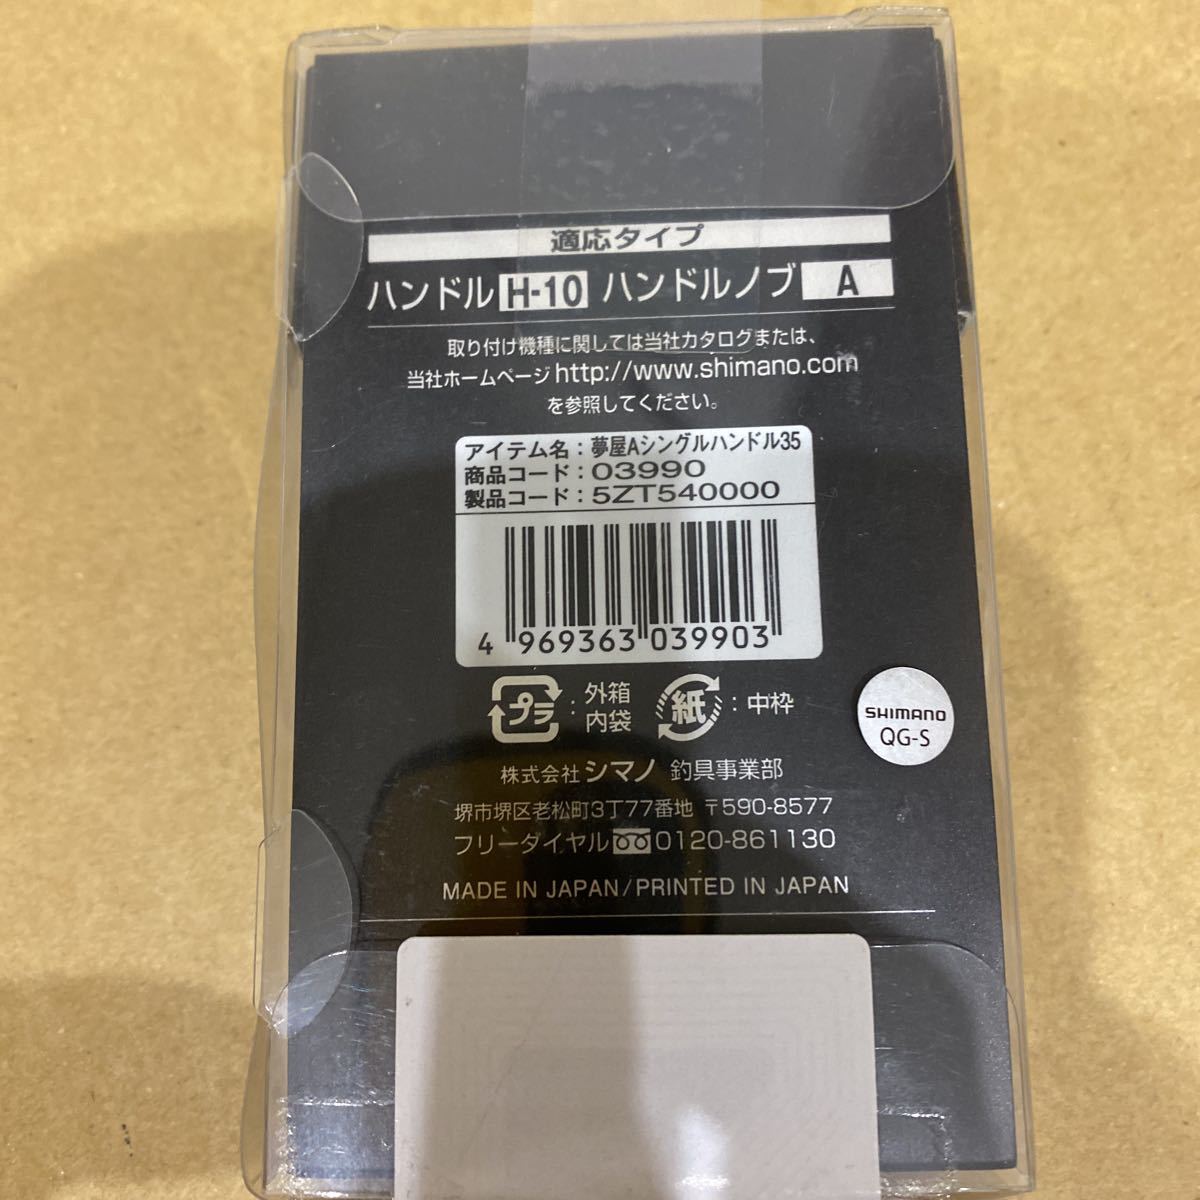 適応タイプ
ハンドル H-10 ハンドルノブ A
取り付け機種に関しては当社カタログまたは、
当社ホームページhttp://www.shimano.com
を参照してください。
アイテム名：夢屋Aシングルハンドル35
商品コード：03990
製品コード：5ZT540000
4 969363 039903
プラ：外箱
内袋
紙：中枠
SHIMANO
QG-S
株式会社 シマノ 釣具事業部
堺市堺区老松町3丁77番地 〒590-8577
フリーダイヤル 0120-861130
MADE IN JAPAN/PRINTED IN JAPAN